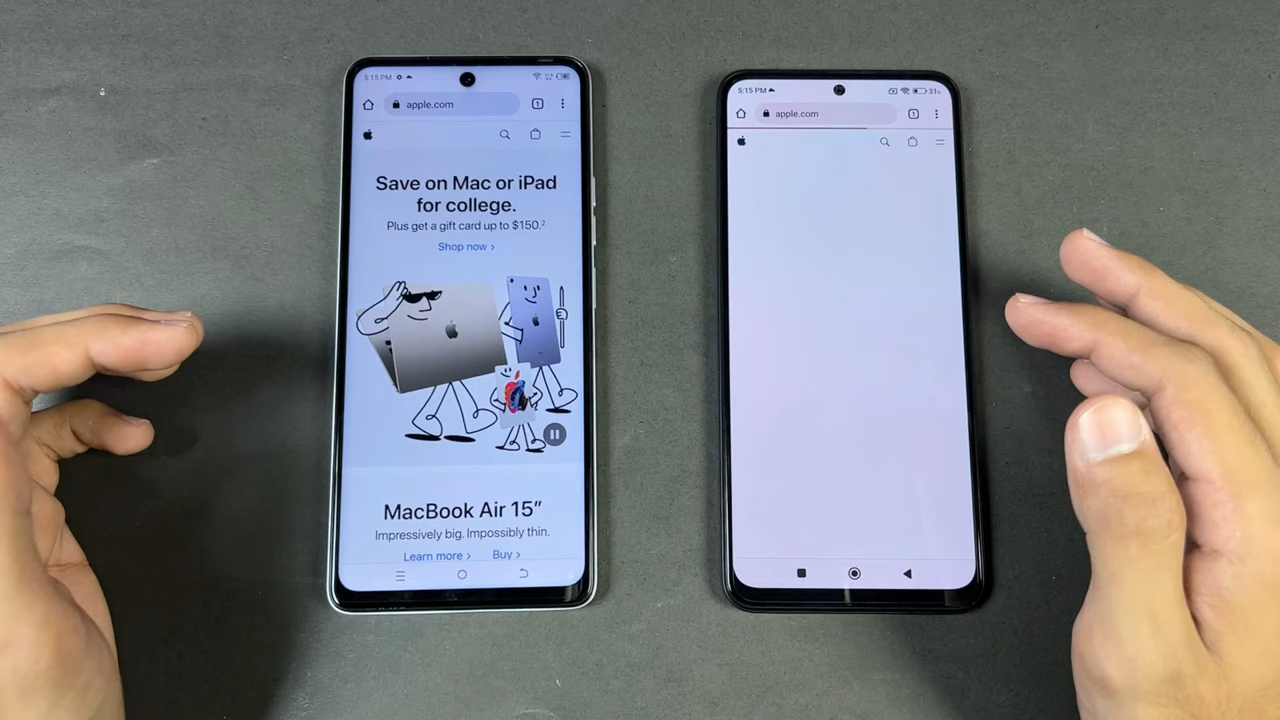 5:15 PM
apple.com
1
Save on Mac or iPad
for college.
Plus get a gift card up to $150.²
Shop now >
MacBook Air 15″
Impressively big. Impossibly thin.
Learn more > Buy >
5:15 PM
31%
apple.com
1